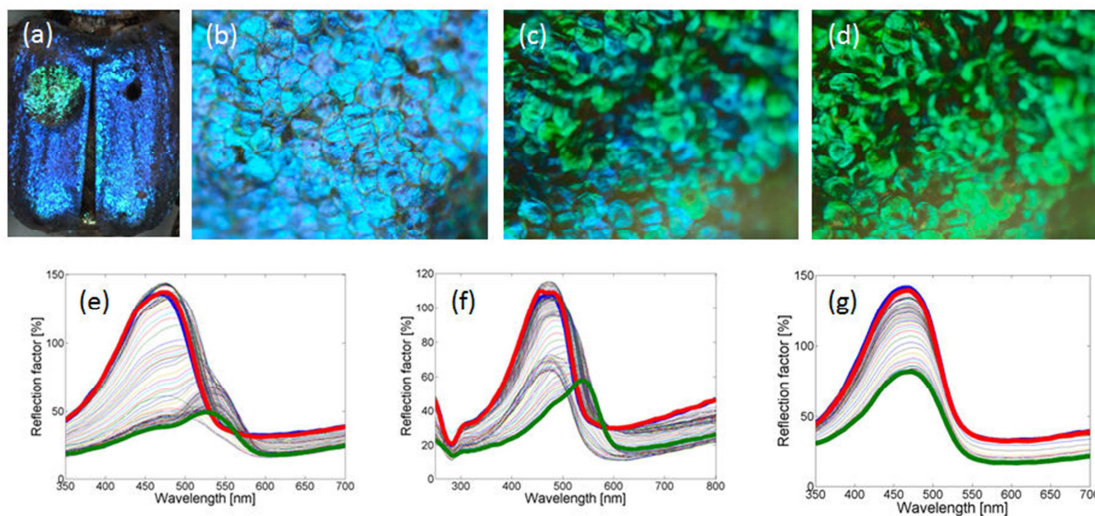 (a)
(b)
(c)
(d)
(e)
Reflection factor [%]
150
100
50
0
350 400 450 500 550 600 650 700
Wavelength [nm]
(f)
Reflection factor [%]
120
100
80
60
40
20
0
300 400 500 600 700 800
Wavelength [nm]
(g)
Reflection factor [%]
150
100
50
0
350 400 450 500 550 600 650 700
Wavelength [nm]